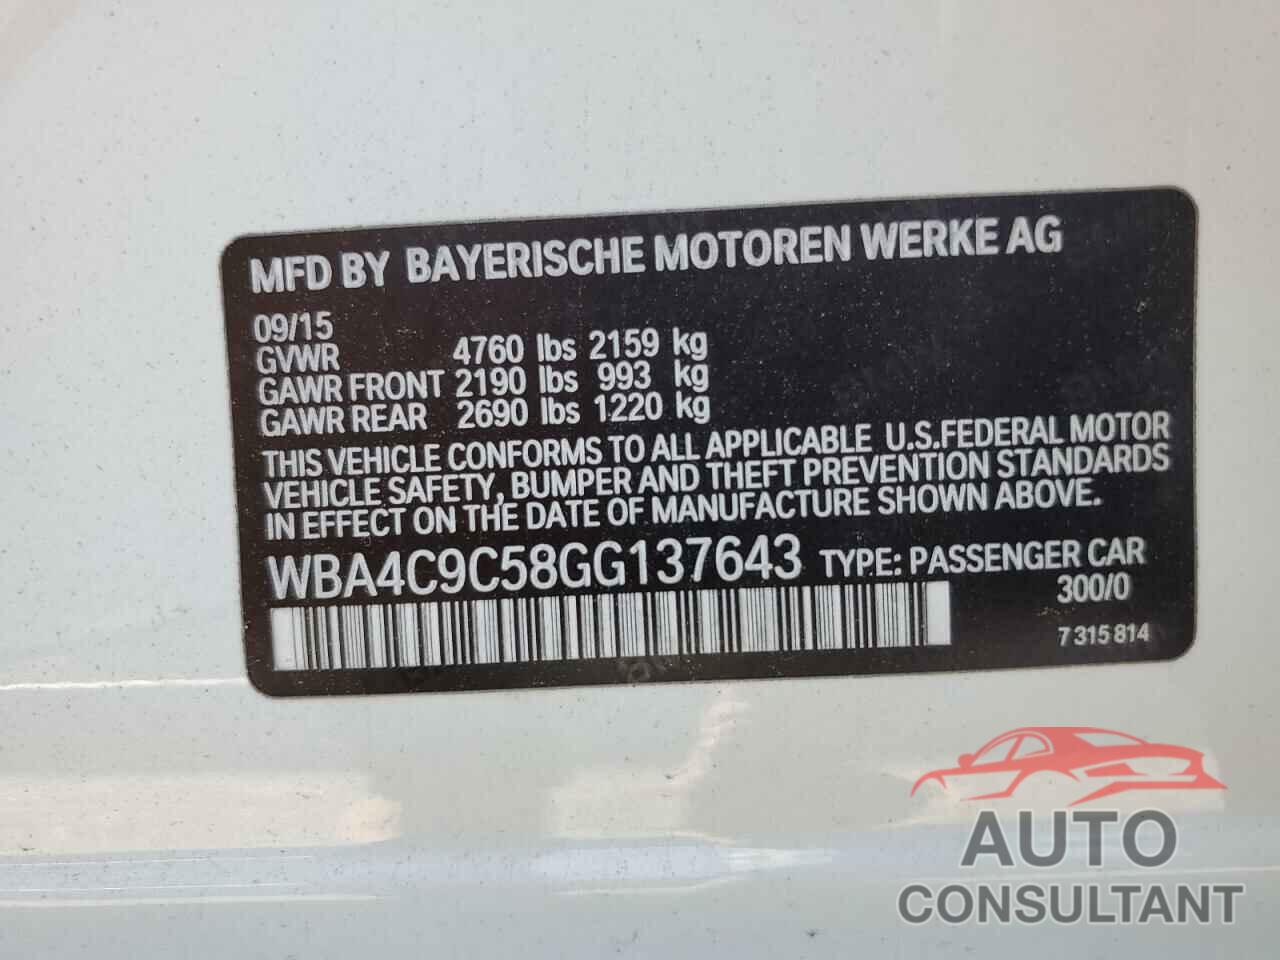 MFD BY BAYERISCHE MOTOREN WERKE AG
09/15
GVWR 4760 lbs 2159 kg
GAWR FRONT 2190 lbs 993 kg
GAWR REAR 2690 lbs 1220 kg
THIS VEHICLE CONFORMS TO ALL APPLICABLE U.S.FEDERAL MOTOR
VEHICLE SAFETY, BUMPER AND THEFT PREVENTION STANDARDS
IN EFFECT ON THE DATE OF MANUFACTURE SHOWN ABOVE.
WBA4C9C58GG137643 TYPE: PASSENGER CAR
300/0
7 315 814
AUTO
CONSULTANT